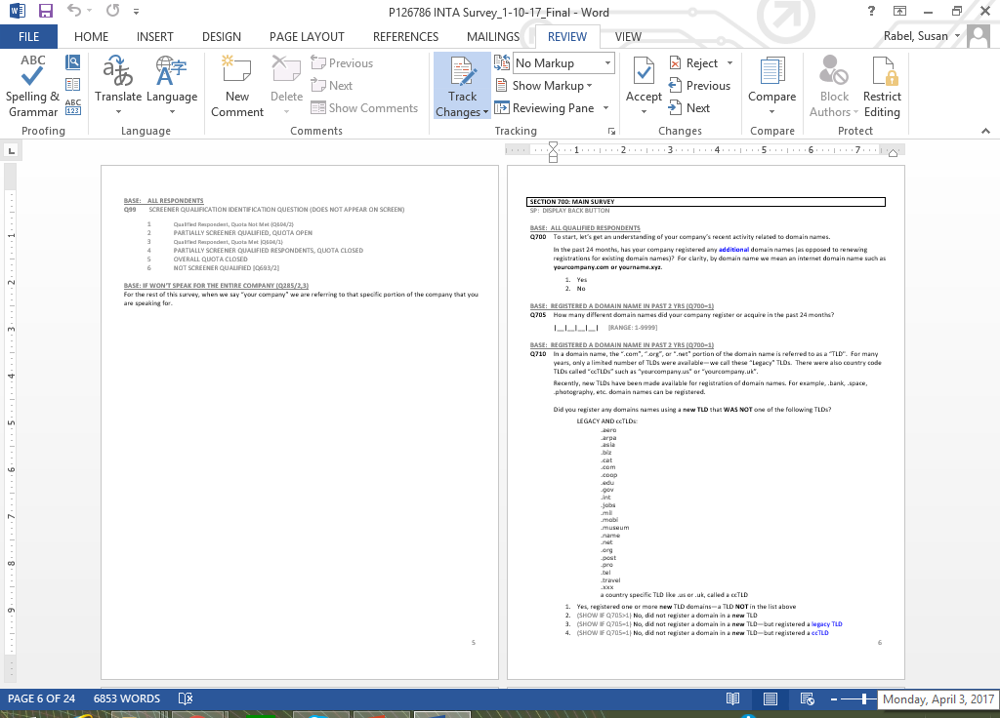 P126786 INTA Survey_1-10-17_Final - Word
FILE HOME INSERT DESIGN PAGE LAYOUT REFERENCES MAILINGS REVIEW VIEW Rabel, Susan
ABC Spelling & Grammar
ABC 123
Translate Language
New Comment
Delete
Previous
Next
Show Comments
Track Changes
No Markup
Show Markup
Reviewing Pane
Accept
Reject
Previous
Next
Compare
Block Authors
Restrict Editing
Proofing Language Comments Tracking Changes Compare Protect
1 2 3 4 5 6 7
1
2
3
4
5
6
7
8
9
BASE: ALL RESPONDENTS
Q99 SCREENER QUALIFICATION IDENTIFICATION QUESTION (DOES NOT APPEAR ON SCREEN)
1 Qualified Respondent, Quota Not Met (Q694/2)
2 PARTIALLY SCREENER QUALIFIED, QUOTA OPEN
3 Qualified Respondent, Quota Met (Q694/1)
4 PARTIALLY SCREENER QUALIFIED RESPONDENTS, QUOTA CLOSED
5 OVERALL QUOTA CLOSED
6 NOT SCREENER QUALIFIED [Q693/2]
BASE: IF WON'T SPEAK FOR THE ENTIRE COMPANY (Q285/2,3)
For the rest of this survey, when we say "your company" we are referring to that specific portion of the company that you
are speaking for.
5
SECTION 700: MAIN SURVEY
SP: DISPLAY BACK BUTTON
BASE: ALL QUALIFIED RESPONDENTS
Q700 To start, let's get an understanding of your company's recent activity related to domain names.
In the past 24 months, has your company registered any additional domain names (as opposed to renewing
registrations for existing domain names)? For clarity, by domain name we mean an internet domain name such as
yourcompany.com or yourname.xyz.
1. Yes
2. No
BASE: REGISTERED A DOMAIN NAME IN PAST 2 YRS (Q700=1)
Q705 How many different domain names did your company register or acquire in the past 24 months?
|__|__|__|__| [RANGE: 1-9999]
BASE: REGISTERED A DOMAIN NAME IN PAST 2 YRS (Q700=1)
Q710 In a domain name, the ".com", ".org", or ".net" portion of the domain name is referred to as a "TLD". For many
years, only a limited number of TLDs were available—we call these "Legacy" TLDs. There were also country code
TLDs called "ccTLDs" such as "yourcompany.us" or "yourcompany.uk".
Recently, new TLDs have been made available for registration of domain names. For example, .bank, .space,
.photography, etc. domain names can be registered.
Did you register any domains names using a new TLD that WAS NOT one of the following TLDs?
LEGACY AND ccTLDs:
.aero
.arpa
.asia
.biz
.cat
.com
.coop
.edu
.gov
.int
.jobs
.mil
.mobi
.museum
.name
.net
.org
.post
.pro
.tel
.travel
.xxx
a country specific TLD like .us or .uk, called a ccTLD
1. Yes, registered one or more new TLD domains—a TLD NOT in the list above
2. (SHOW IF Q705>1) No, did not register a domain in a new TLD
3. (SHOW IF Q705=1) No, did not register a domain in a new TLD—but registered a legacy TLD
4. (SHOW IF Q705=1) No, did not register a domain in a new TLD—but registered a ccTLD
6
PAGE 6 OF 24 6853 WORDS
Monday, April 3, 2017